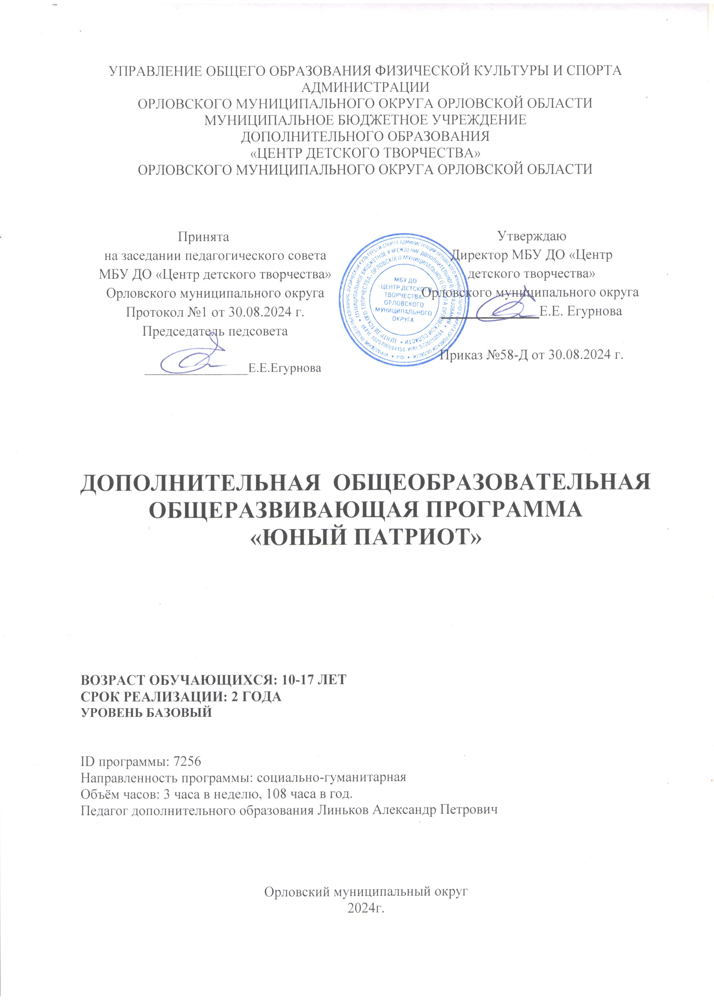 УПРАВЛЕНИЕ ОБЩЕГО ОБРАЗОВАНИЯ ФИЗИЧЕСКОЙ КУЛЬТУРЫ И СПОРТА
АДМИНИСТРАЦИИ
ОРЛОВСКОГО МУНИЦИПАЛЬНОГО ОКРУГА ОРЛОВСКОЙ ОБЛАСТИ
МУНИЦИПАЛЬНОЕ БЮДЖЕТНОЕ УЧРЕЖДЕНИЕ
ДОПОЛНИТЕЛЬНОГО ОБРАЗОВАНИЯ
«ЦЕНТР ДЕТСКОГО ТВОРЧЕСТВА»
ОРЛОВСКОГО МУНИЦИПАЛЬНОГО ОКРУГА ОРЛОВСКОЙ ОБЛАСТИ
Принята
на заседании педагогического совета
МБУ ДО «Центр детского творчества»
Орловского муниципального округа
Протокол №1 от 30.08.2024 г.
Председатель педсовета
Е.Е.Егурнова
МБУ ДО
«ЦЕНТР ДЕТСКОГО
ТВОРЧЕСТВА»
ОРЛОВСКОГО
МУНИЦИПАЛЬНОГО
ОКРУГА
Утверждаю
Директор МБУ ДО «Центр
детского творчества»
Орловского муниципального округа
Е.Е. Егурнова
Приказ №58-Д от 30.08.2024 г.
ДОПОЛНИТЕЛЬНАЯ ОБЩЕОБРАЗОВАТЕЛЬНАЯ
ОБЩЕРАЗВИВАЮЩАЯ ПРОГРАММА
«ЮНЫЙ ПАТРИОТ»
ВОЗРАСТ ОБУЧАЮЩИХСЯ: 10-17 ЛЕТ
СРОК РЕАЛИЗАЦИИ: 2 ГОДА
УРОВЕНЬ БАЗОВЫЙ
ID программы: 7256
Направленность программы: социально-гуманитарная
Объём часов: 3 часа в неделю, 108 часа в год.
Педагог дополнительного образования Линьков Александр Петрович
Орловский муниципальный округ
2024г.